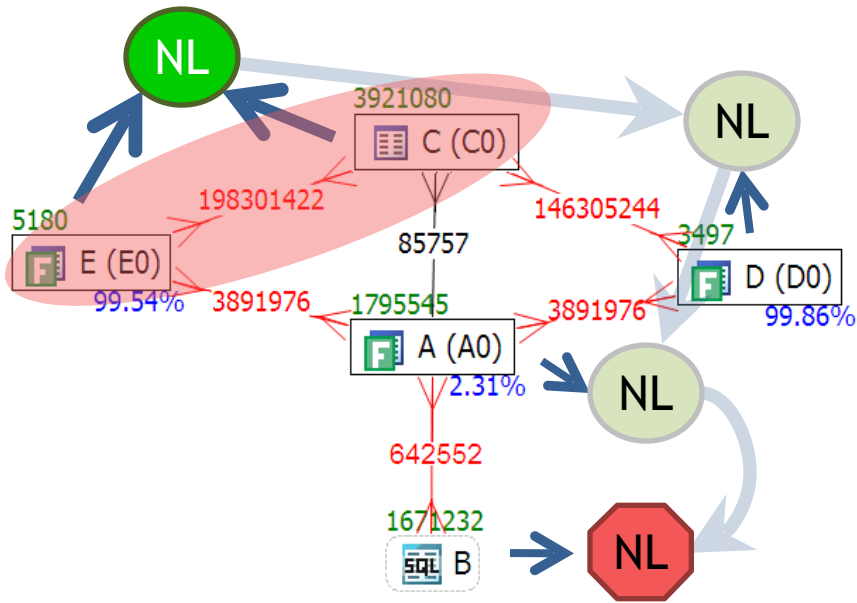 NL
3921080
C (C0)
NL
198301422
146305244
5180
85757
3497
E (E0)
D (D0)
99.54%
3891976
1795545
3891976
99.86%
A (A0)
2.31%
NL
642552
1671232
SQL B
NL